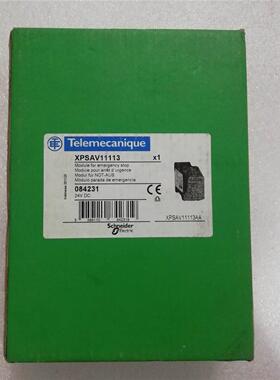 Telemecanique
XPSAV11113 x1
Module for emergency stop
Module pour arrêt d'urgence
Modul für NOT-AUS
Módulo parada de emergencia
084231
24V DC
CE
XPSAV11113AA
Schneider
Electric